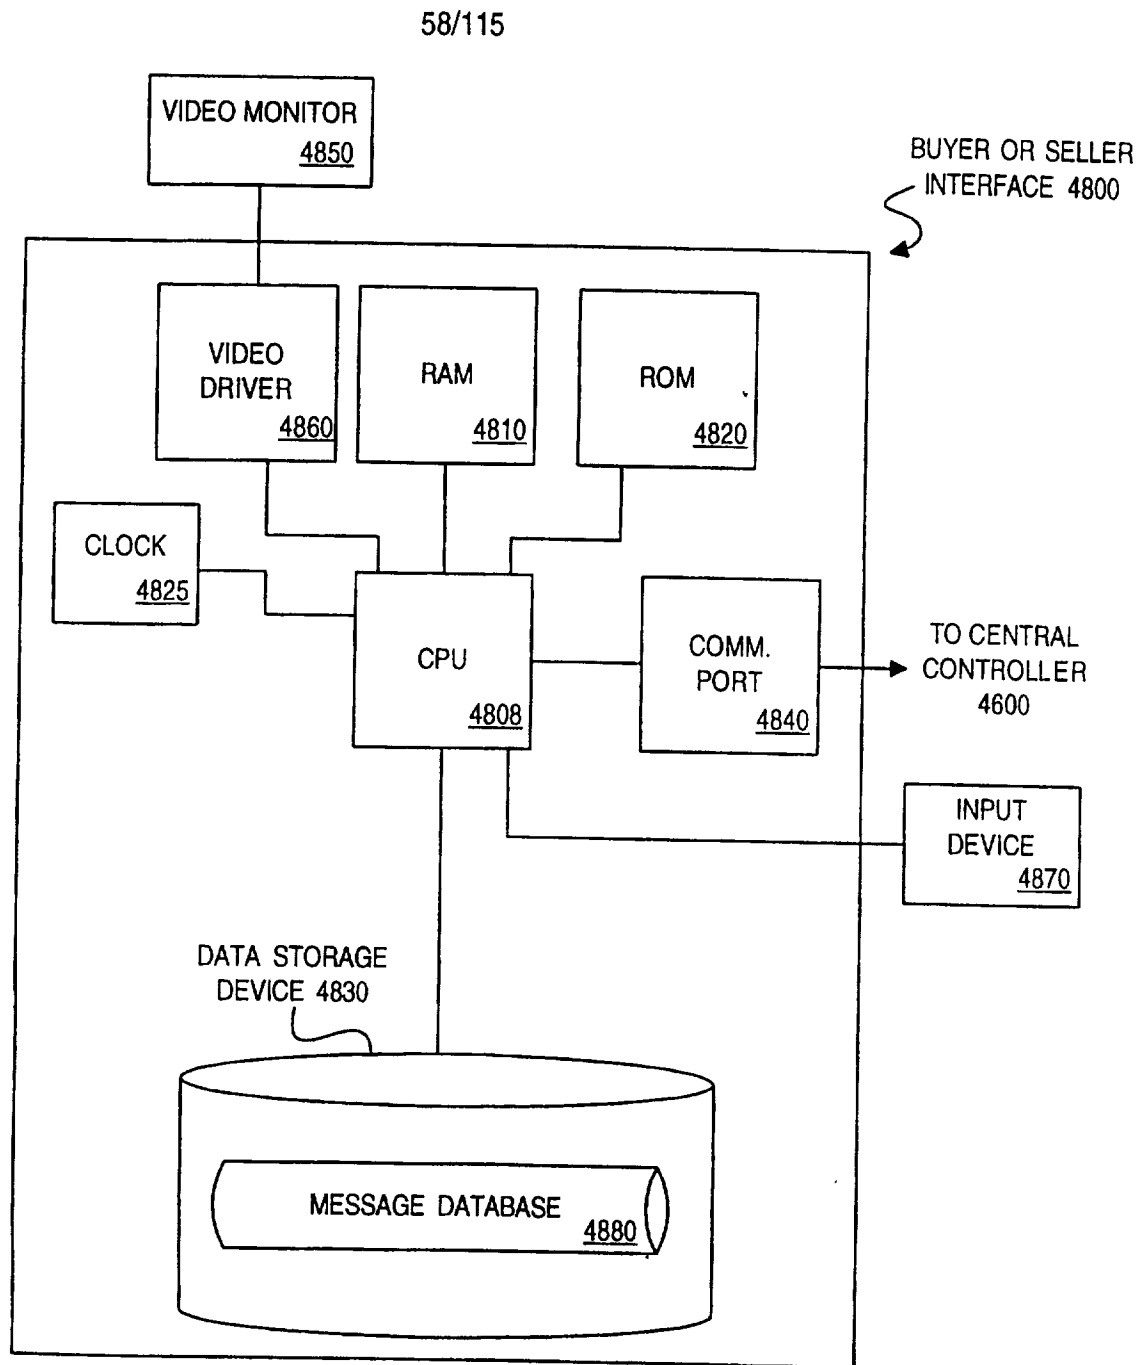 58/115
VIDEO MONITOR
4850
BUYER OR SELLER
INTERFACE 4800
VIDEO
DRIVER
4860
RAM
4810
ROM
4820
CLOCK
4825
CPU
4808
COMM.
PORT
4840
TO CENTRAL
CONTROLLER
4600
INPUT
DEVICE
4870
DATA STORAGE
DEVICE 4830
MESSAGE DATABASE
4880